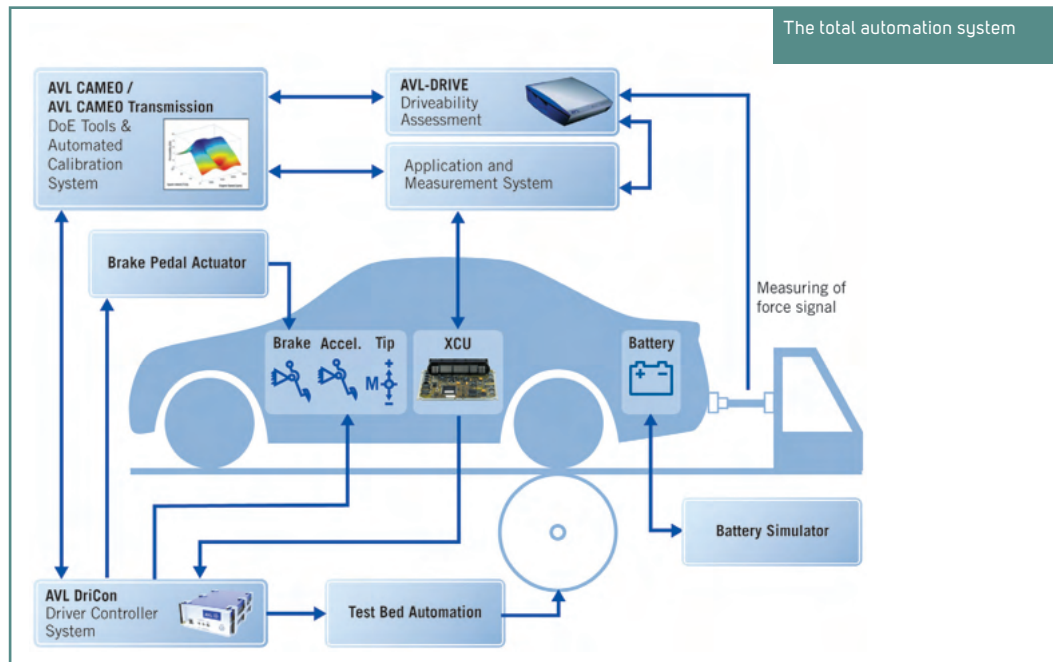 The total automation system
AVL CAMEO /
AVL CAMEO Transmission
DoE Tools &
Automated
Calibration
System
AVL-DRIVE
Driveability
Assessment
Application and
Measurement System
Brake Pedal Actuator
Measuring of
force signal
Brake Accel. Tip
+
M
−
XCU
Battery
+ −
Battery Simulator
AVL DriCon
Driver Controller
System
Test Bed Automation